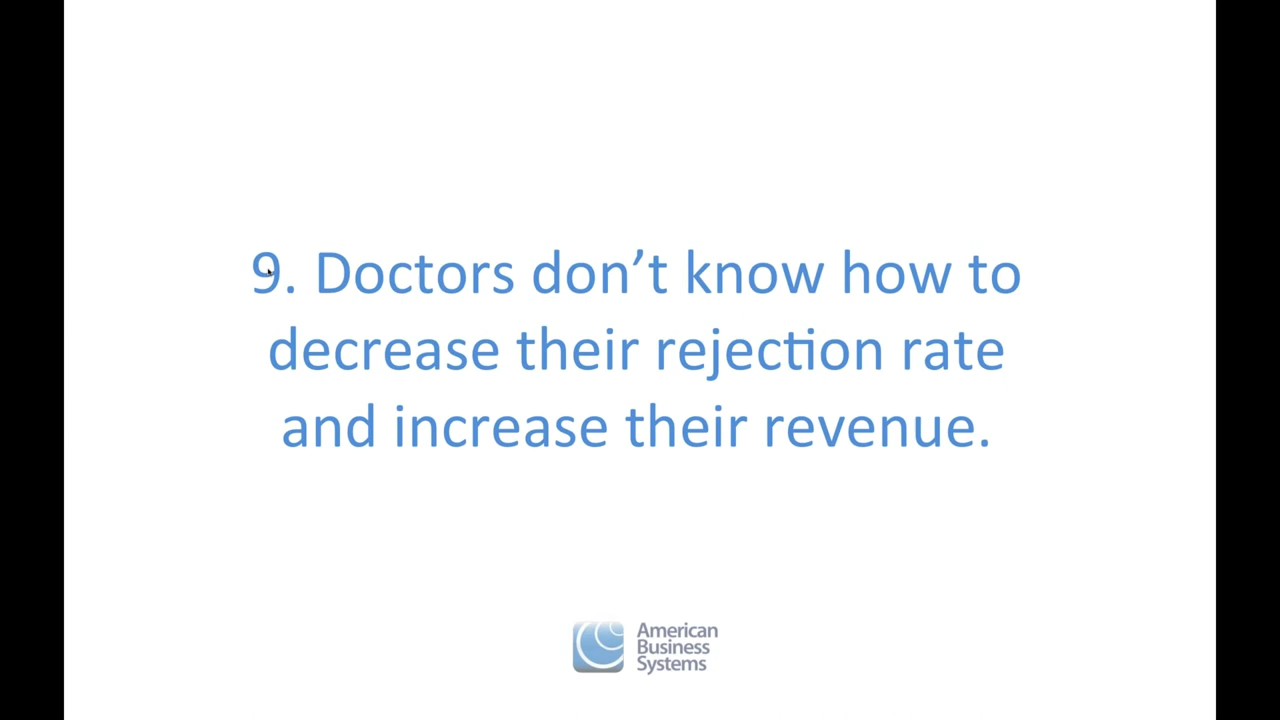 9. Doctors don’t know how to
decrease their rejection rate
and increase their revenue.
American
Business
Systems